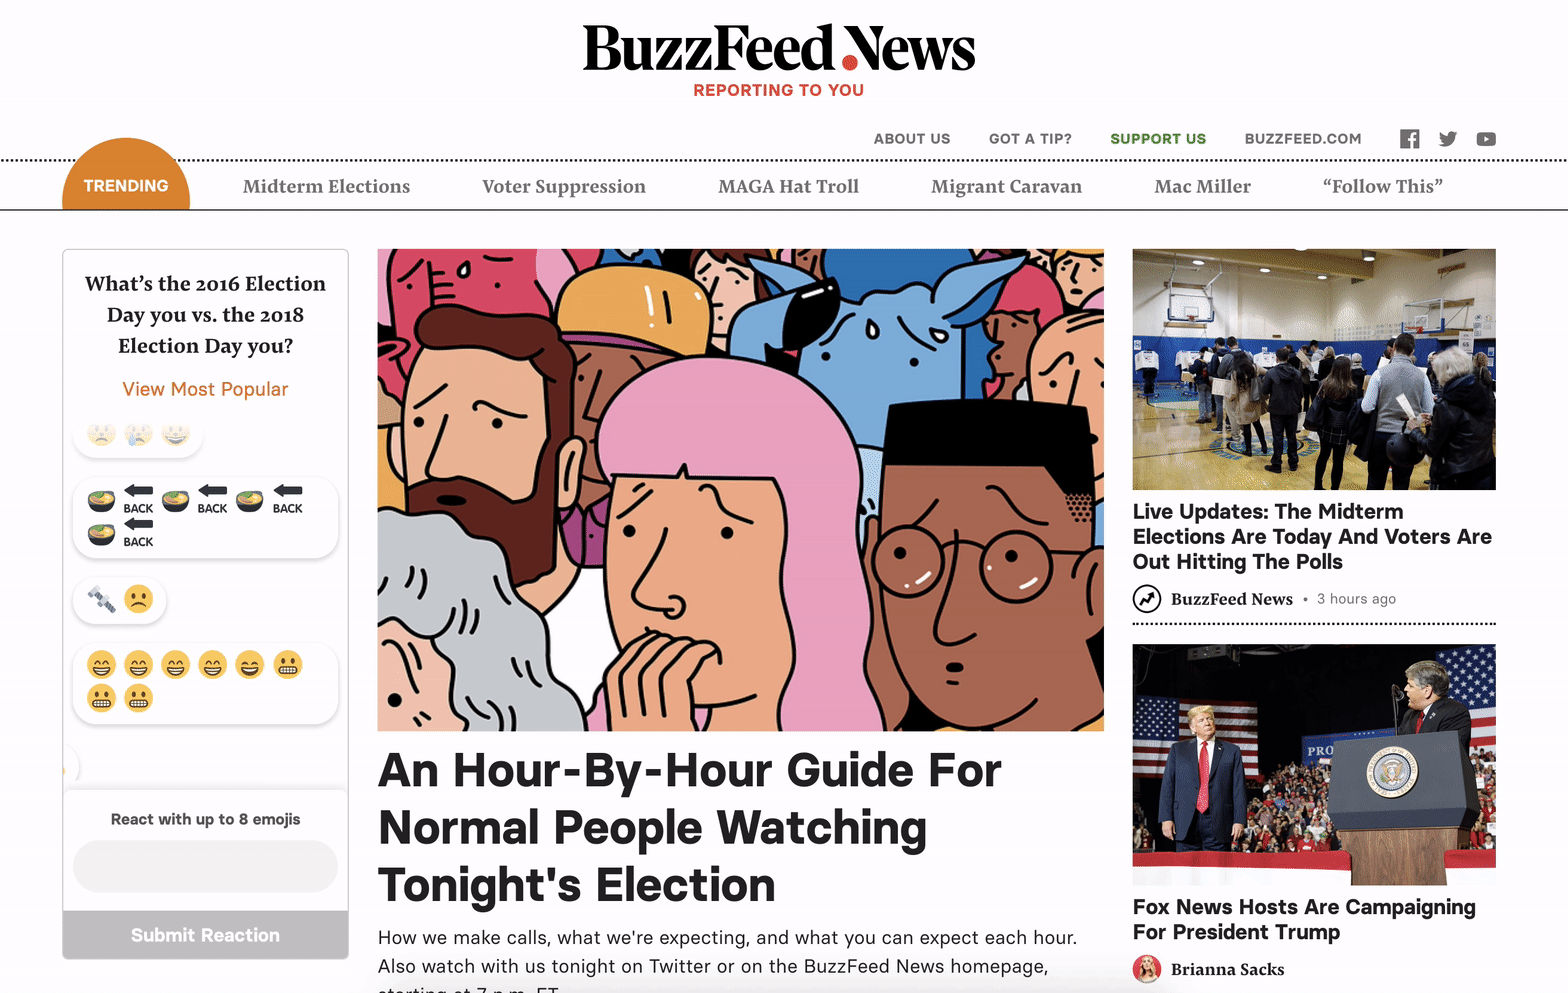 BuzzFeed News
REPORTING TO YOU
ABOUT US
GOT A TIP?
SUPPORT US
BUZZFEED.COM
TRENDING
Midterm Elections
Voter Suppression
MAGA Hat Troll
Migrant Caravan
Mac Miller
“Follow This”
What’s the 2016 Election
Day you vs. the 2018
Election Day you?
View Most Popular
BACK BACK BACK
BACK
React with up to 8 emojis
Submit Reaction
An Hour-By-Hour Guide For
Normal People Watching
Tonight's Election
How we make calls, what we're expecting, and what you can expect each hour.
Also watch with us tonight on Twitter or on the BuzzFeed News homepage,
starting at 7 p.m. ET.
Live Updates: The Midterm
Elections Are Today And Voters Are
Out Hitting The Polls
BuzzFeed News • 3 hours ago
PRO
Fox News Hosts Are Campaigning
For President Trump
Brianna Sacks